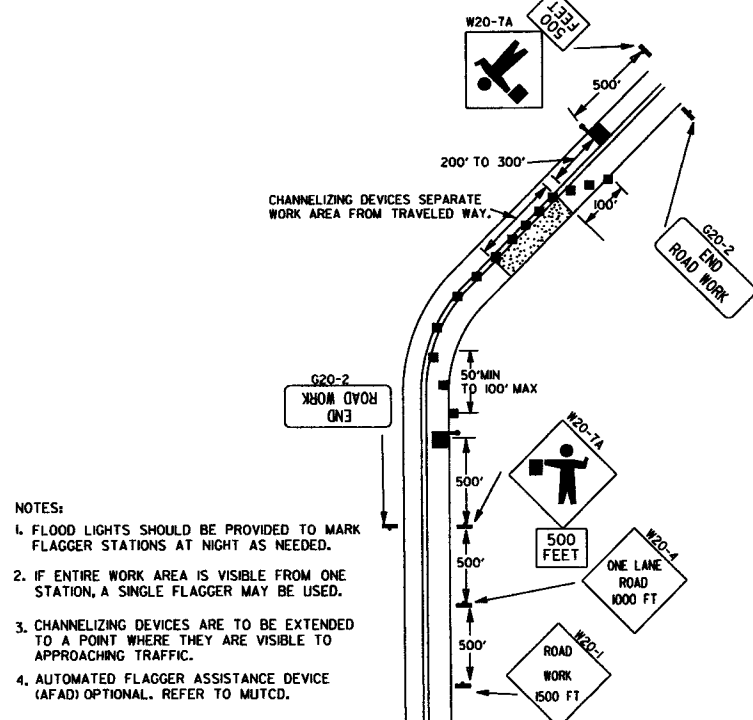 W20-7A
500
FEET
500'
200' TO 300'
CHANNELIZING DEVICES SEPARATE
WORK AREA FROM TRAVELED WAY.
100'
G20-2
END
ROAD WORK
50'MIN
TO 100' MAX
G20-2
END
ROAD WORK
W20-7A
500'
500
FEET
W20-4
ONE LANE
ROAD
1000 FT
500'
W20-1
ROAD
WORK
1500 FT
500'
NOTES:
1. FLOOD LIGHTS SHOULD BE PROVIDED TO MARK
FLAGGER STATIONS AT NIGHT AS NEEDED.
2. IF ENTIRE WORK AREA IS VISIBLE FROM ONE
STATION, A SINGLE FLAGGER MAY BE USED.
3. CHANNELIZING DEVICES ARE TO BE EXTENDED
TO A POINT WHERE THEY ARE VISIBLE TO
APPROACHING TRAFFIC.
4. AUTOMATED FLAGGER ASSISTANCE DEVICE
(AFAD) OPTIONAL. REFER TO MUTCD.